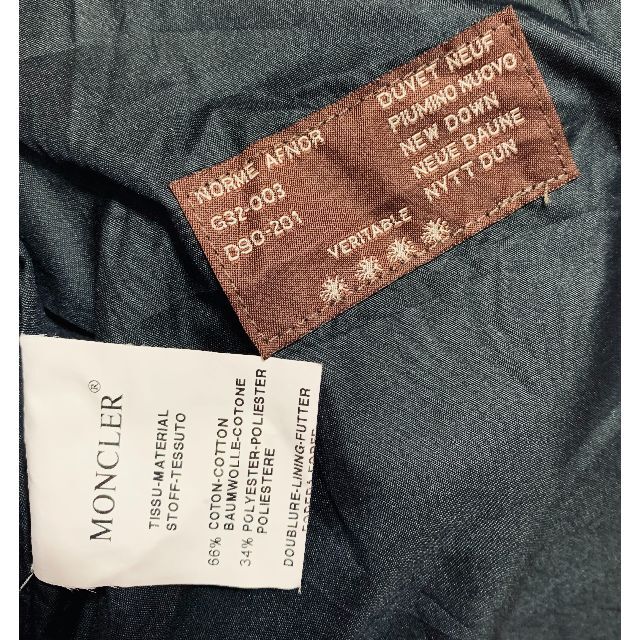 NORME AFNOR
G32-003
D90-201
DUVET NEUF
PIUMINO NUOVO
NEW DOWN
NEUE DAUNE
NYTT DUN
VERITABLE
MONCLER®
TISSU-MATERIAL
STOFF-TESSUTO
66% COTON-COTTON
BAUMWOLLE-COTONE
34% POLYESTER-POLIESTER
POLIESTERE
DOUBLURE-LINING-FUTTER